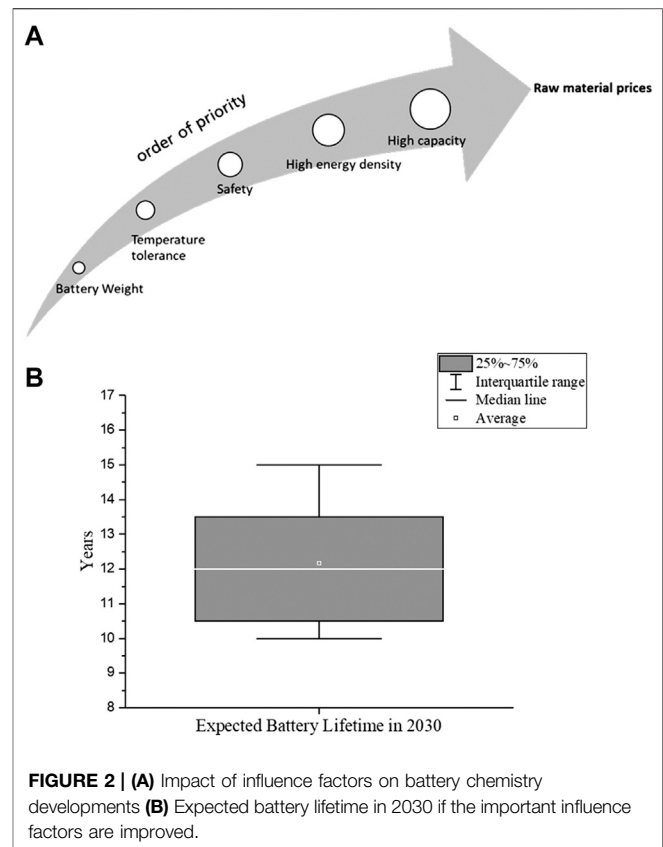 A
order of priority
Raw material prices
High capacity
High energy density
Safety
Temperature
tolerance
Battery Weight
B
25%~75%
Interquartile range
Median line
Average
17
16
15
14
13
12
11
10
9
8
Years
Expected Battery Lifetime in 2030
FIGURE 2 | (A) Impact of influence factors on battery chemistry
developments (B) Expected battery lifetime in 2030 if the important influence
factors are improved.